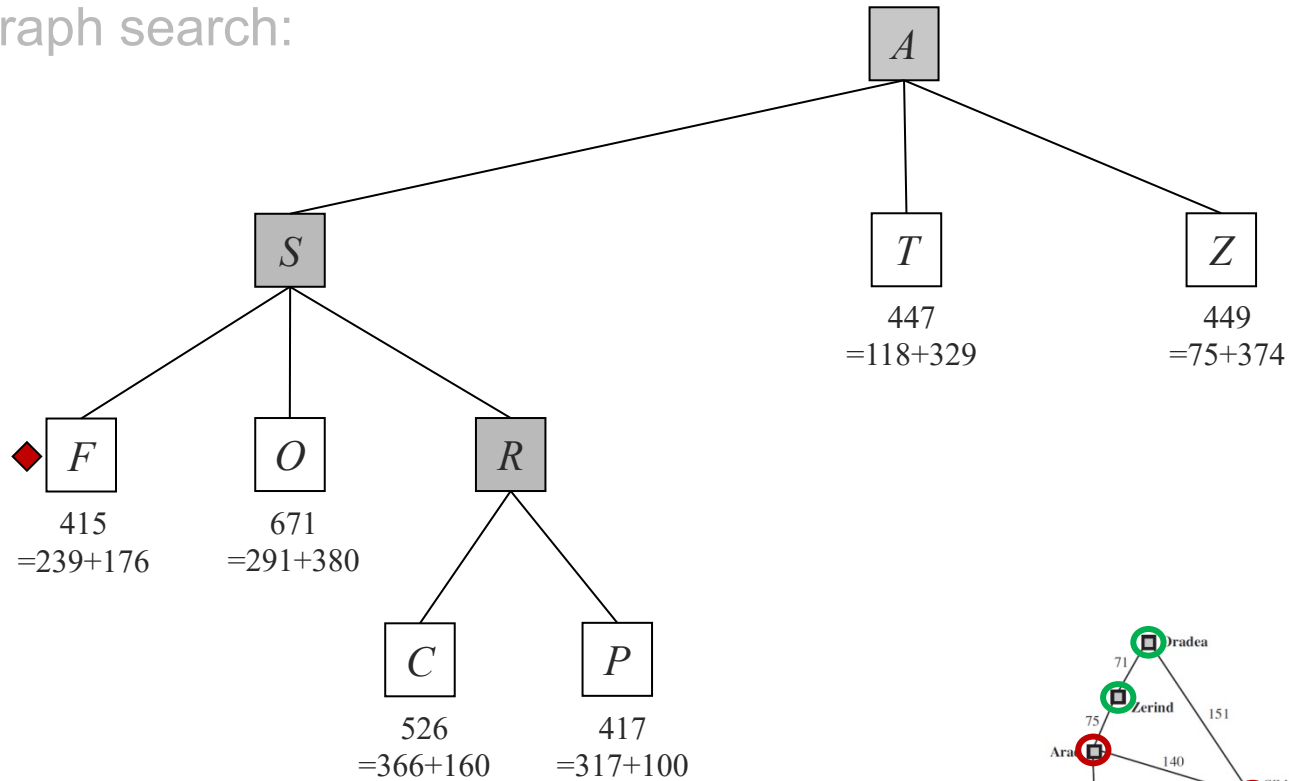 raph search:
A
S
T
Z
447
=118+329
449
=75+374
F
O
R
415
=239+176
671
=291+380
C
P
526
=366+160
417
=317+100
Oradea
71
Zerind
75
151
Arad
140